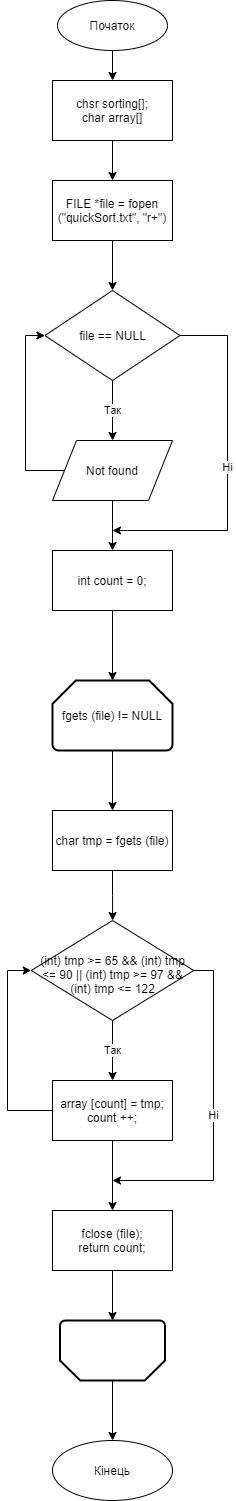 Початок
chsr sorting[];
char array[]
FILE *file = fopen
("quickSort.txt", "r+")
file == NULL
Так
Ні
Not found
int count = 0;
fgets (file) != NULL
char tmp = fgets (file)
(int) tmp >= 65 && (int) tmp
<= 90 || (int) tmp >= 97 &&
(int) tmp <= 122
Так
Ні
array [count] = tmp;
count ++;
fclose (file);
return count;
Кінець